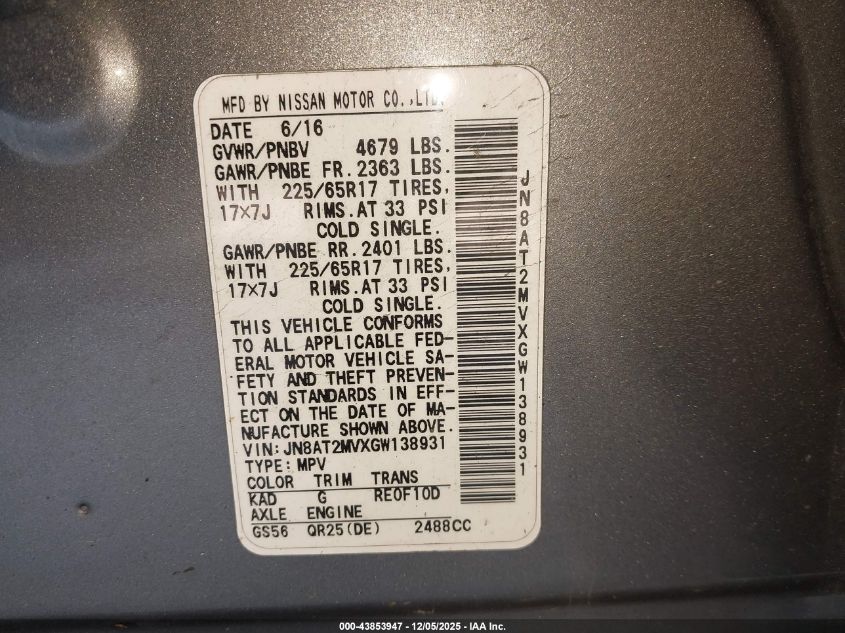 MFD BY NISSAN MOTOR CO.,LTD.
DATE 6/16
GVWR/PNBV 4679 LBS.
GAWR/PNBE FR. 2363 LBS.
WITH 225/65R17 TIRES,
17×7J RIMS.AT 33 PSI
COLD SINGLE.
GAWR/PNBE RR. 2401 LBS.
WITH 225/65R17 TIRES,
17×7J RIMS.AT 33 PSI
COLD SINGLE.
THIS VEHICLE CONFORMS
TO ALL APPLICABLE FED-
ERAL MOTOR VEHICLE SA-
FETY AND THEFT PREVEN-
TION STANDARDS IN EFF-
ECT ON THE DATE OF MA-
NUFACTURE SHOWN ABOVE.
VIN:JN8AT2MVXGW138931
TYPE:MPV
COLOR TRIM TRANS
KAD G RE0F10D
AXLE ENGINE
GS56 QR25(DE) 2488CC
JN8AT2MVXGW138931
000-43853947 - 12/05/2025 - IAA Inc.